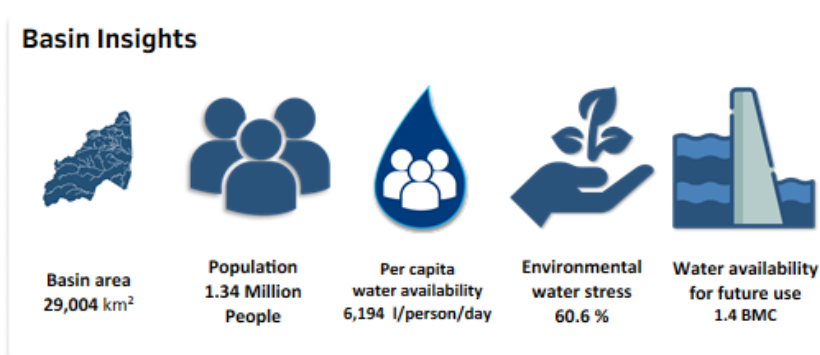 Basin Insights
Basin area
29,004 km²
Population
1.34 Million
People
Per capita
water availability
6,194 l/person/day
Environmental
water stress
60.6 %
Water availability
for future use
1.4 BMC